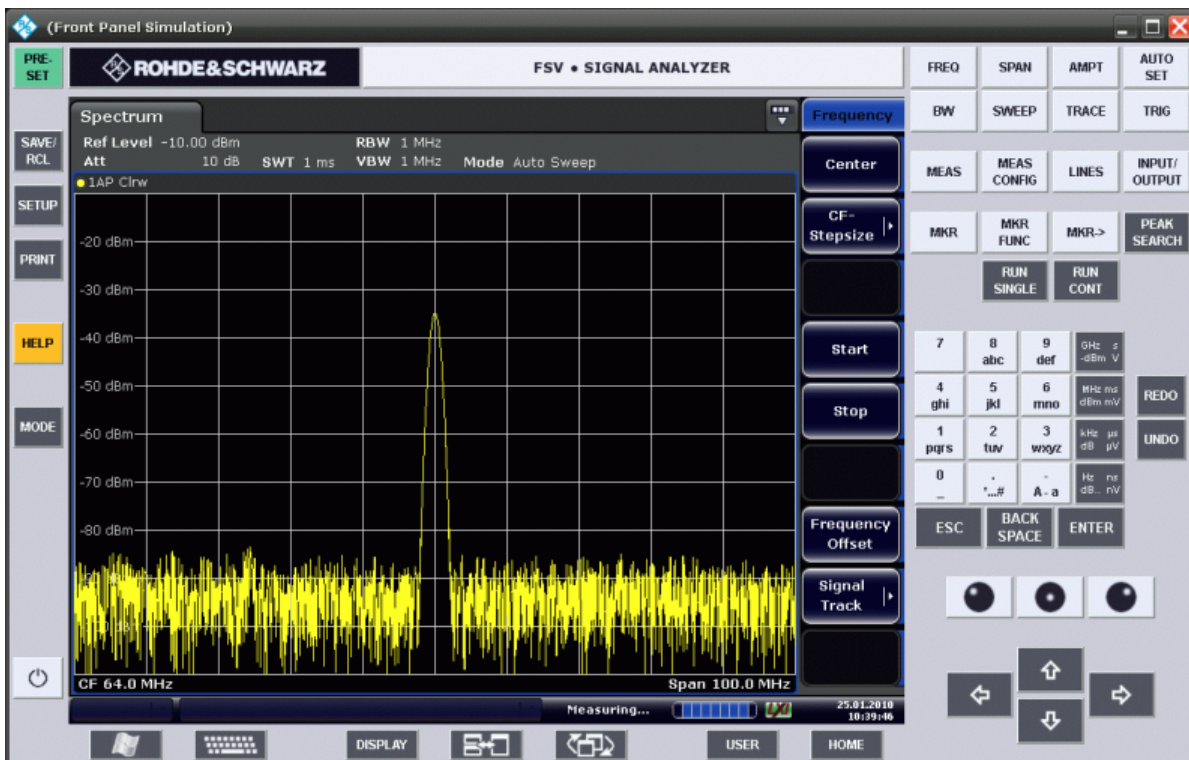 (Front Panel Simulation)
PRE-
SET
ROHDE&SCHWARZ
FSV • SIGNAL ANALYZER
FREQ
SPAN
AMPT
AUTO
SET
BW
SWEEP
TRACE
TRIG
MEAS
MEAS
CONFIG
LINES
INPUT/
OUTPUT
MKR
MKR
FUNC
MKR->
PEAK
SEARCH
RUN
SINGLE
RUN
CONT
SAVE/
RCL
SETUP
PRINT
HELP
MODE
Spectrum
Ref Level -10.00 dBm RBW 1 MHz
Att 10 dB SWT 1 ms VBW 1 MHz Mode Auto Sweep
1AP Clrw
-20 dBm
-30 dBm
-40 dBm
-50 dBm
-60 dBm
-70 dBm
-80 dBm
CF 64.0 MHz Span 100.0 MHz
Measuring...
25.01.2010
10:39:46
Frequency
Center
CF-
Stepsize
Start
Stop
Frequency
Offset
Signal
Track
7
8
abc
9
def
GHz s
-dBm V
4
ghi
5
jkl
6
mno
MHz ms
dBm mV
REDO
1
pqrs
2
tuv
3
wxyz
kHz µs
dB µV
UNDO
0
_
.
*...#
-
A-a
Hz ns
dB.. nV
ESC
BACK
SPACE
ENTER
DISPLAY
USER
HOME